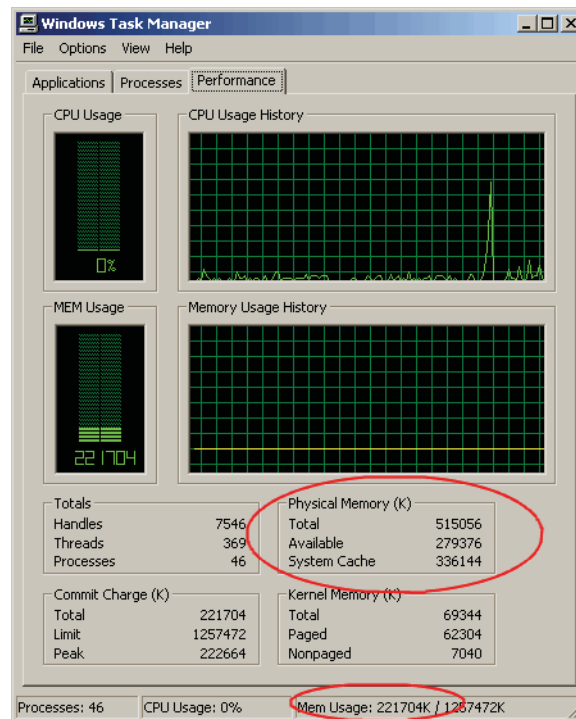 Windows Task Manager
File Options View Help
Applications Processes Performance
CPU Usage CPU Usage History
0%
MEM Usage Memory Usage History
221704
Totals Physical Memory (K)
Handles 7546 Total 515056
Threads 369 Available 279376
Processes 46 System Cache 336144
Commit Charge (K) Kernel Memory (K)
Total 221704 Total 69344
Limit 1257472 Paged 62304
Peak 222664 Nonpaged 7040
Processes: 46 CPU Usage: 0% Mem Usage: 221704K / 1257472K